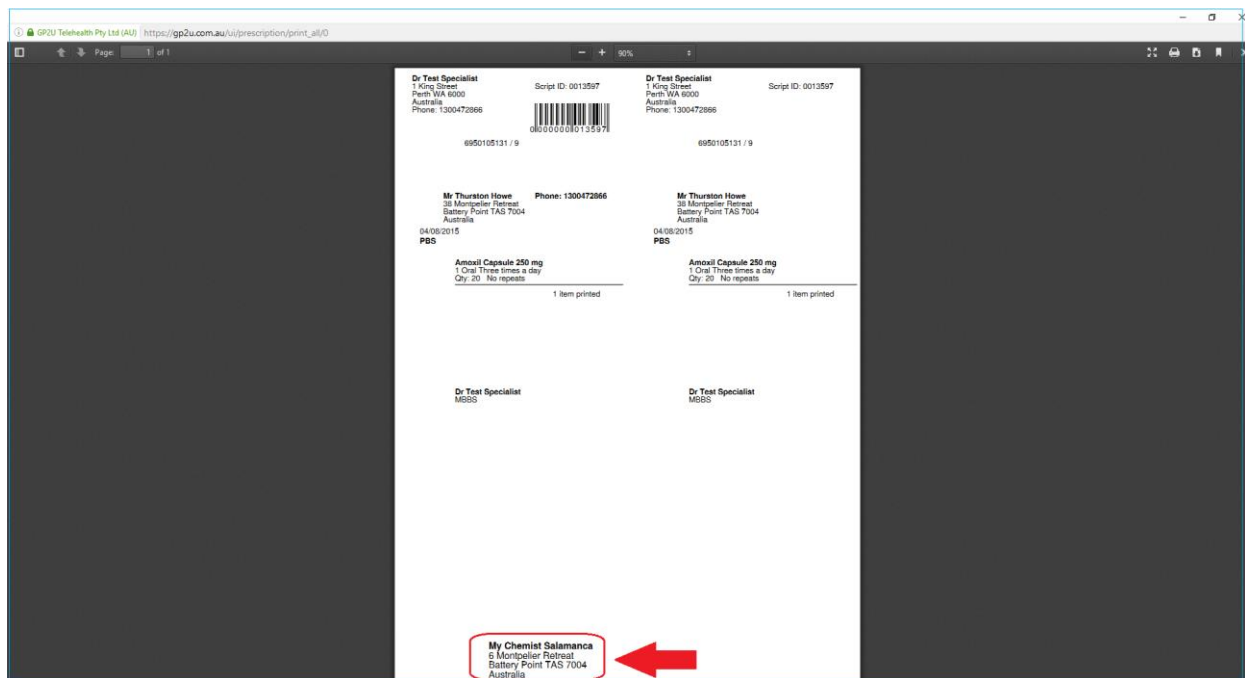 GP2U Telehealth Pty Ltd (AU) https://gp2u.com.au/ui/prescription/print_all/0
Page: 1 of 1
90%
Dr Test Specialist
1 King Street
Perth WA 6000
Australia
Phone: 1300472866
Script ID: 0013597
0000000013597
6950105131 / 9
Mr Thurston Howe
38 Montpelier Retreat
Battery Point TAS 7004
Australia
Phone: 1300472866
04/08/2015
PBS
Amoxil Capsule 250 mg
1 Oral Three times a day
Qty: 20 No repeats
1 item printed
Dr Test Specialist
MBBS
My Chemist Salamanca
6 Montpelier Retreat
Battery Point TAS 7004
Australia
Dr Test Specialist
1 King Street
Perth WA 6000
Australia
Phone: 1300472866
Script ID: 0013597
6950105131 / 9
Mr Thurston Howe
38 Montpelier Retreat
Battery Point TAS 7004
Australia
04/08/2015
PBS
Amoxil Capsule 250 mg
1 Oral Three times a day
Qty: 20 No repeats
1 item printed
Dr Test Specialist
MBBS